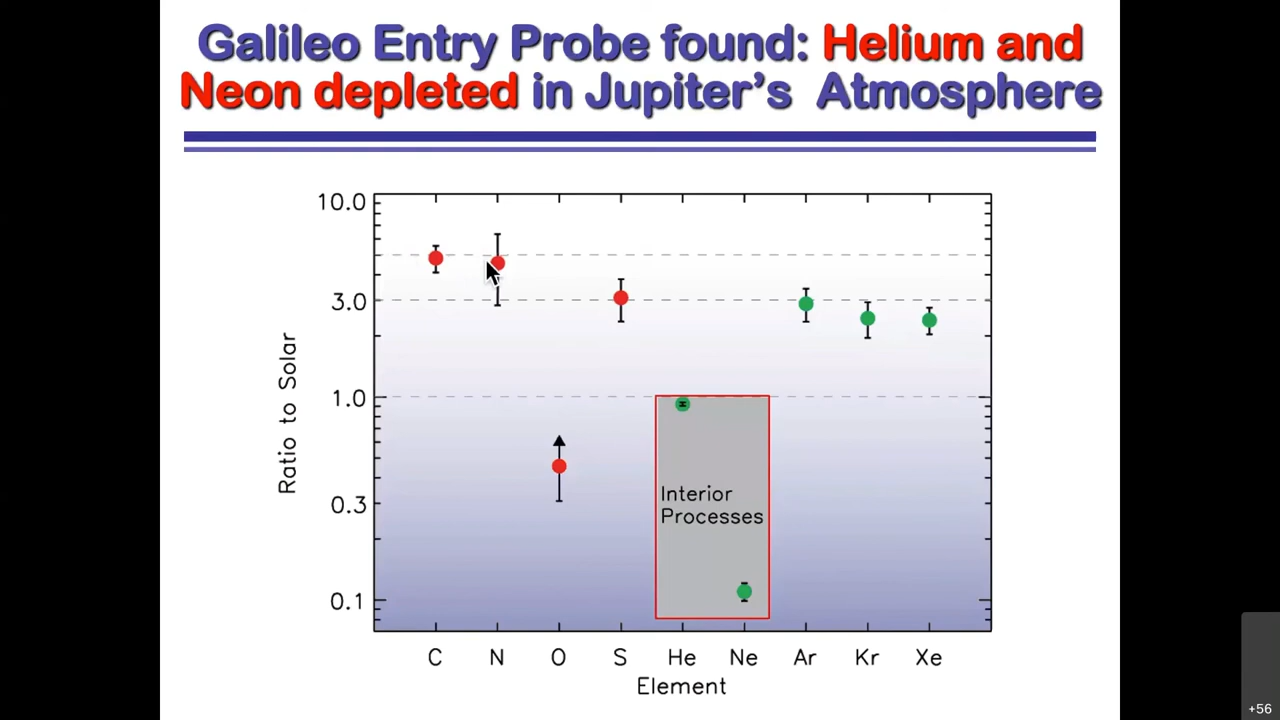 Galileo Entry Probe found: Helium and
Neon depleted in Jupiter's Atmosphere
10.0
3.0
1.0
0.3
0.1
Ratio to Solar
Interior
Processes
C N O S He Ne Ar Kr Xe
Element
+56